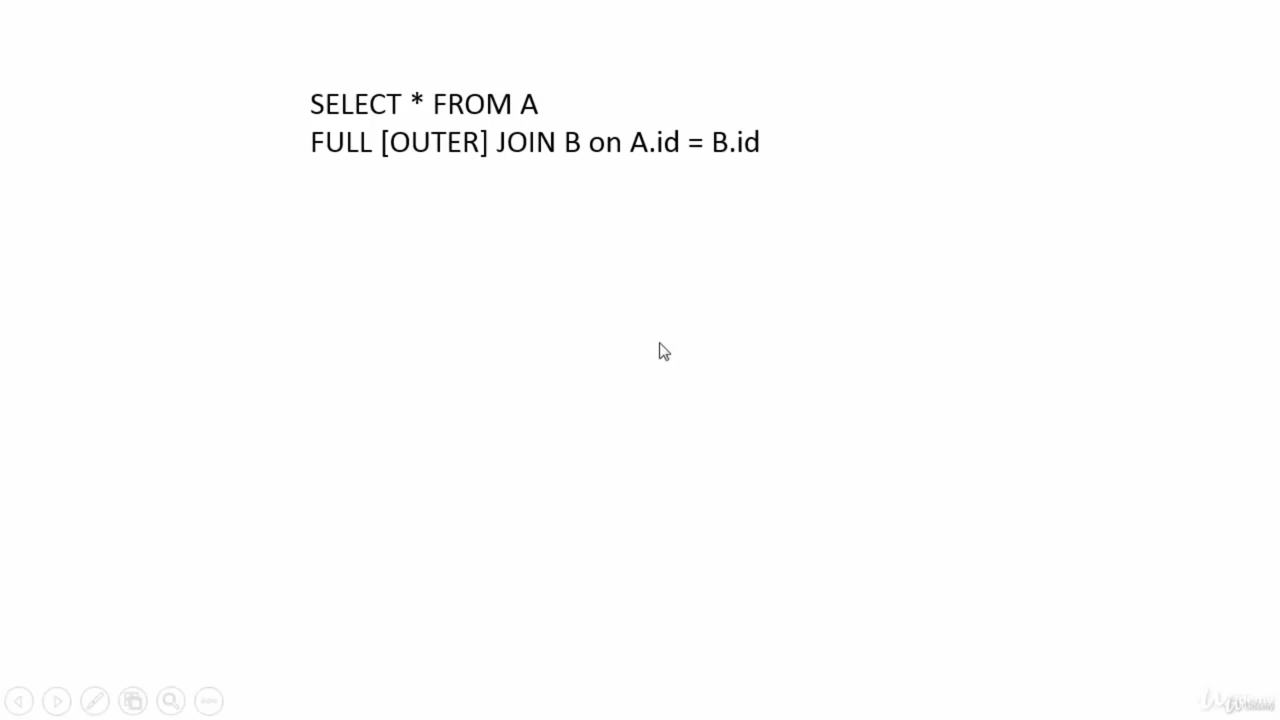 SELECT * FROM A
FULL [OUTER] JOIN B on A.id = B.id